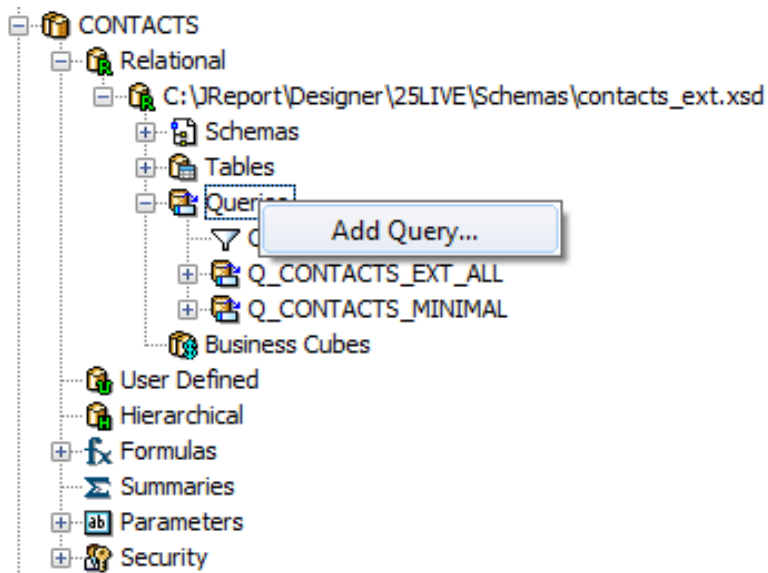 CONTACTS
Relational
C:\JReport\Designer\25LIVE\Schemas\contacts_ext.xsd
Schemas
Tables
Queries
Add Query...
Q_CONTACTS_EXT_ALL
Q_CONTACTS_MINIMAL
Business Cubes
User Defined
Hierarchical
Formulas
Summaries
ab Parameters
Security